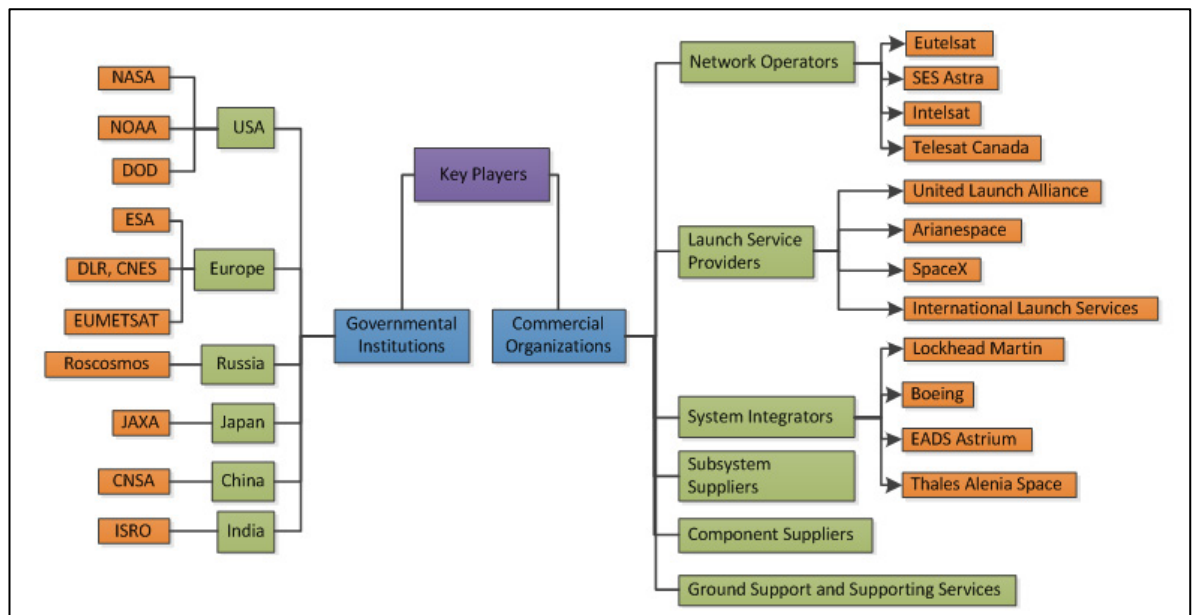 Key Players
Governmental
Institutions
USA
NASA
NOAA
DOD
Europe
ESA
DLR, CNES
EUMETSAT
Russia
Roscosmos
Japan
JAXA
China
CNSA
India
ISRO
Commercial
Organizations
Network Operators
Eutelsat
SES Astra
Intelsat
Telesat Canada
Launch Service
Providers
United Launch Alliance
Arianespace
SpaceX
International Launch Services
System Integrators
Lockhead Martin
Boeing
EADS Astrium
Thales Alenia Space
Subsystem
Suppliers
Component Suppliers
Ground Support and Supporting Services